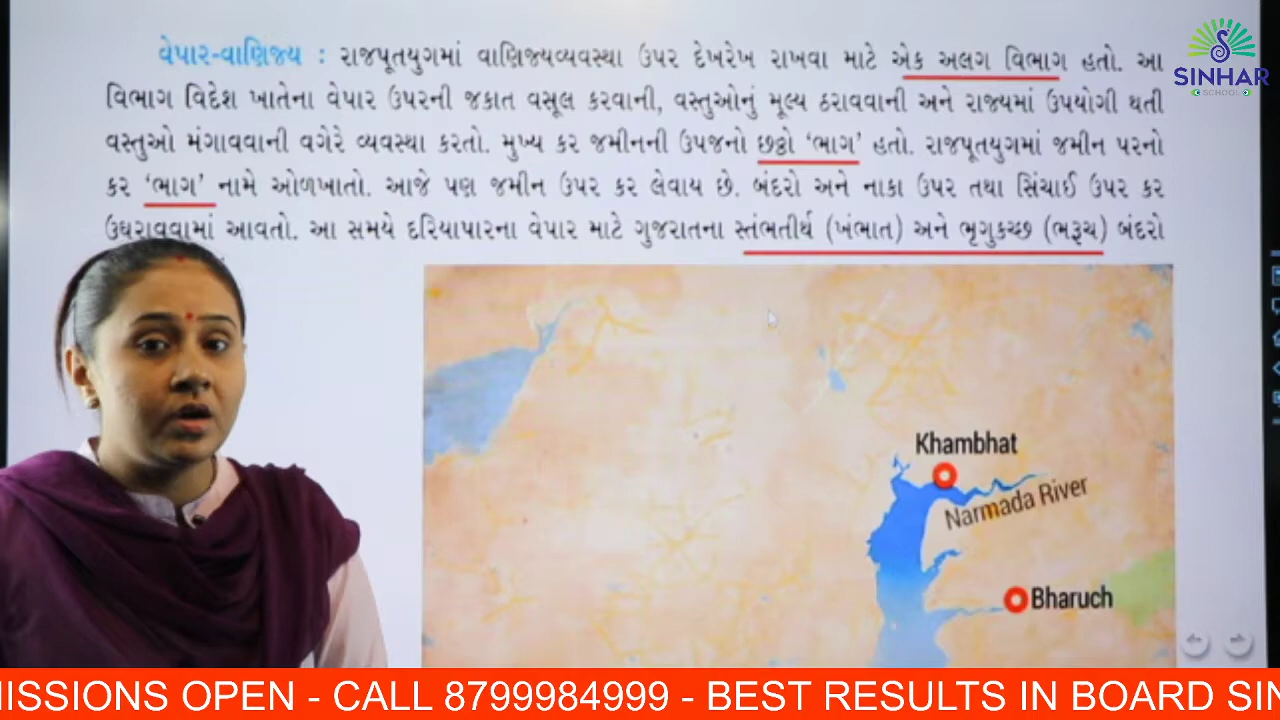 વેપાર-વાણિજ્ય : રાજપૂતયુગમાં વાણિજ્યવ્યવસ્થા ઉપર દેખરેખ રાખવા માટે એક અલગ વિભાગ હતો. આ
વિભાગ વિદેશ ખાતેના વેપાર ઉપરની જકાત વસૂલ કરવાની, વસ્તુઓનું મૂલ્ય ઠરાવવાની અને રાજ્યમાં ઉપયોગી થતી
વસ્તુઓ મંગાવવાની વગેરે વ્યવસ્થા કરતો. મુખ્ય કર જમીનની ઉપજનો છઠ્ઠો ‘ભાગ’ હતો. રાજપૂતયુગમાં જમીન પરનો
કર ‘ભાગ’ નામે ઓળખાતો. આજે પણ જમીન ઉપર કર લેવાય છે. બંદરો અને નાકા ઉપર તથા સિંચાઈ ઉપર કર
ઉઘરાવવામાં આવતો. આ સમયે દરિયાપારના વેપાર માટે ગુજરાતના સ્તંભતીર્થ (ખંભાત) અને ભૃગુકચ્છ (ભરૂચ) બંદરો
SINHAR
SCHOOL
Khambhat
Narmada River
Bharuch
MISSIONS OPEN - CALL 8799984999 - BEST RESULTS IN BOARD SIN